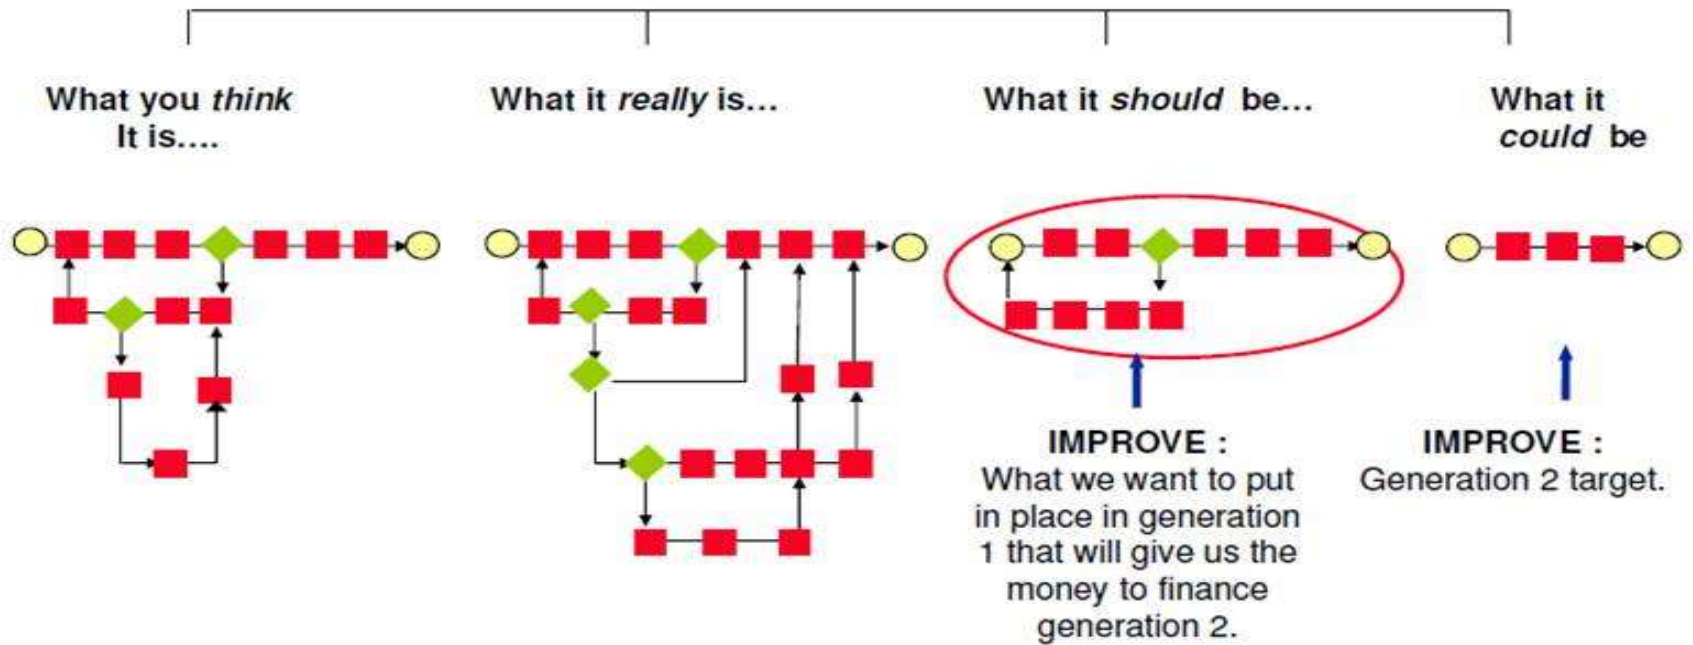 What you think
It is....
What it really is...
What it should be...
What it
could be
IMPROVE :
What we want to put
in place in generation
1 that will give us the
money to finance
generation 2.
IMPROVE :
Generation 2 target.